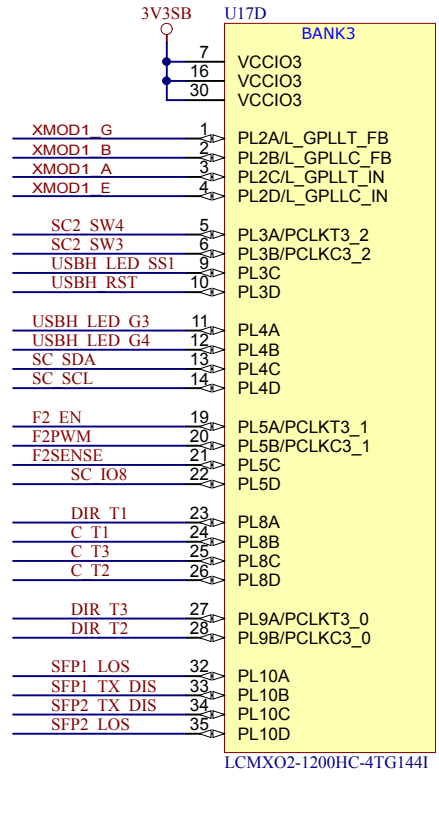 3V3SB U17D
BANK3
7 VCCIO3
16 VCCIO3
30 VCCIO3
XMOD1_G 1 PL2A/L_GPLLT_FB
XMOD1_B 2 PL2B/L_GPLLC_FB
XMOD1_A 3 PL2C/L_GPLLT_IN
XMOD1_E 4 PL2D/L_GPLLC_IN
SC2_SW4 5 PL3A/PCLKT3_2
SC2_SW3 6 PL3B/PCLKC3_2
USBH_LED_SS1 9 PL3C
USBH_RST 10 PL3D
USBH_LED_G3 11 PL4A
USBH_LED_G4 12 PL4B
SC_SDA 13 PL4C
SC_SCL 14 PL4D
F2_EN 19 PL5A/PCLKT3_1
F2PWM 20 PL5B/PCLKC3_1
F2SENSE 21 PL5C
SC_IO8 22 PL5D
DIR_T1 23 PL8A
C_T1 24 PL8B
C_T3 25 PL8C
C_T2 26 PL8D
DIR_T3 27 PL9A/PCLKT3_0
DIR_T2 28 PL9B/PCLKC3_0
SFP1_LOS 32 PL10A
SFP1_TX_DIS 33 PL10B
SFP2_TX_DIS 34 PL10C
SFP2_LOS 35 PL10D
LCMXO2-1200HC-4TG144I